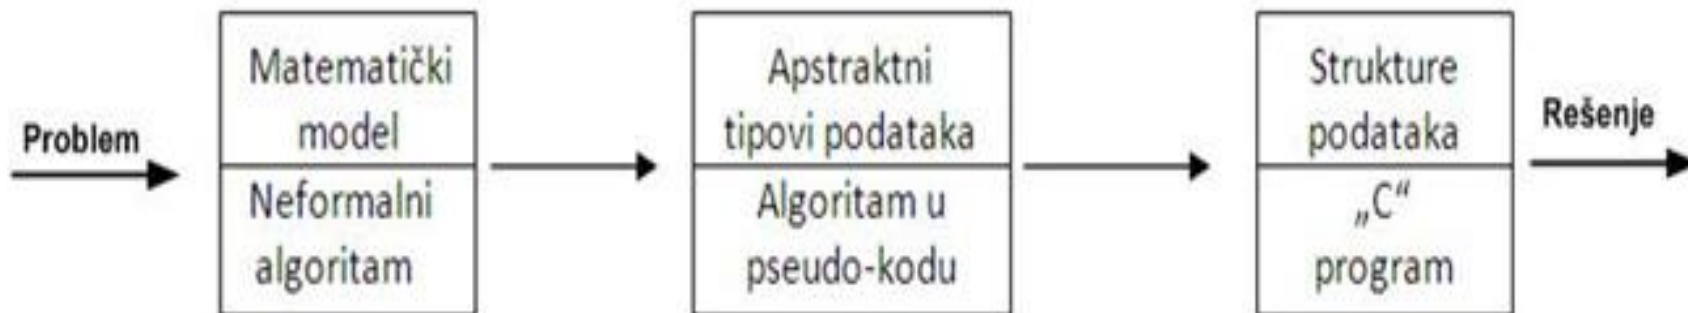 Problem
Matematički
model
Neformalni
algoritam
Apstraktni
tipovi podataka
Algoritam u
pseudo-kodu
Strukture
podataka
„C“
program
Rešenje